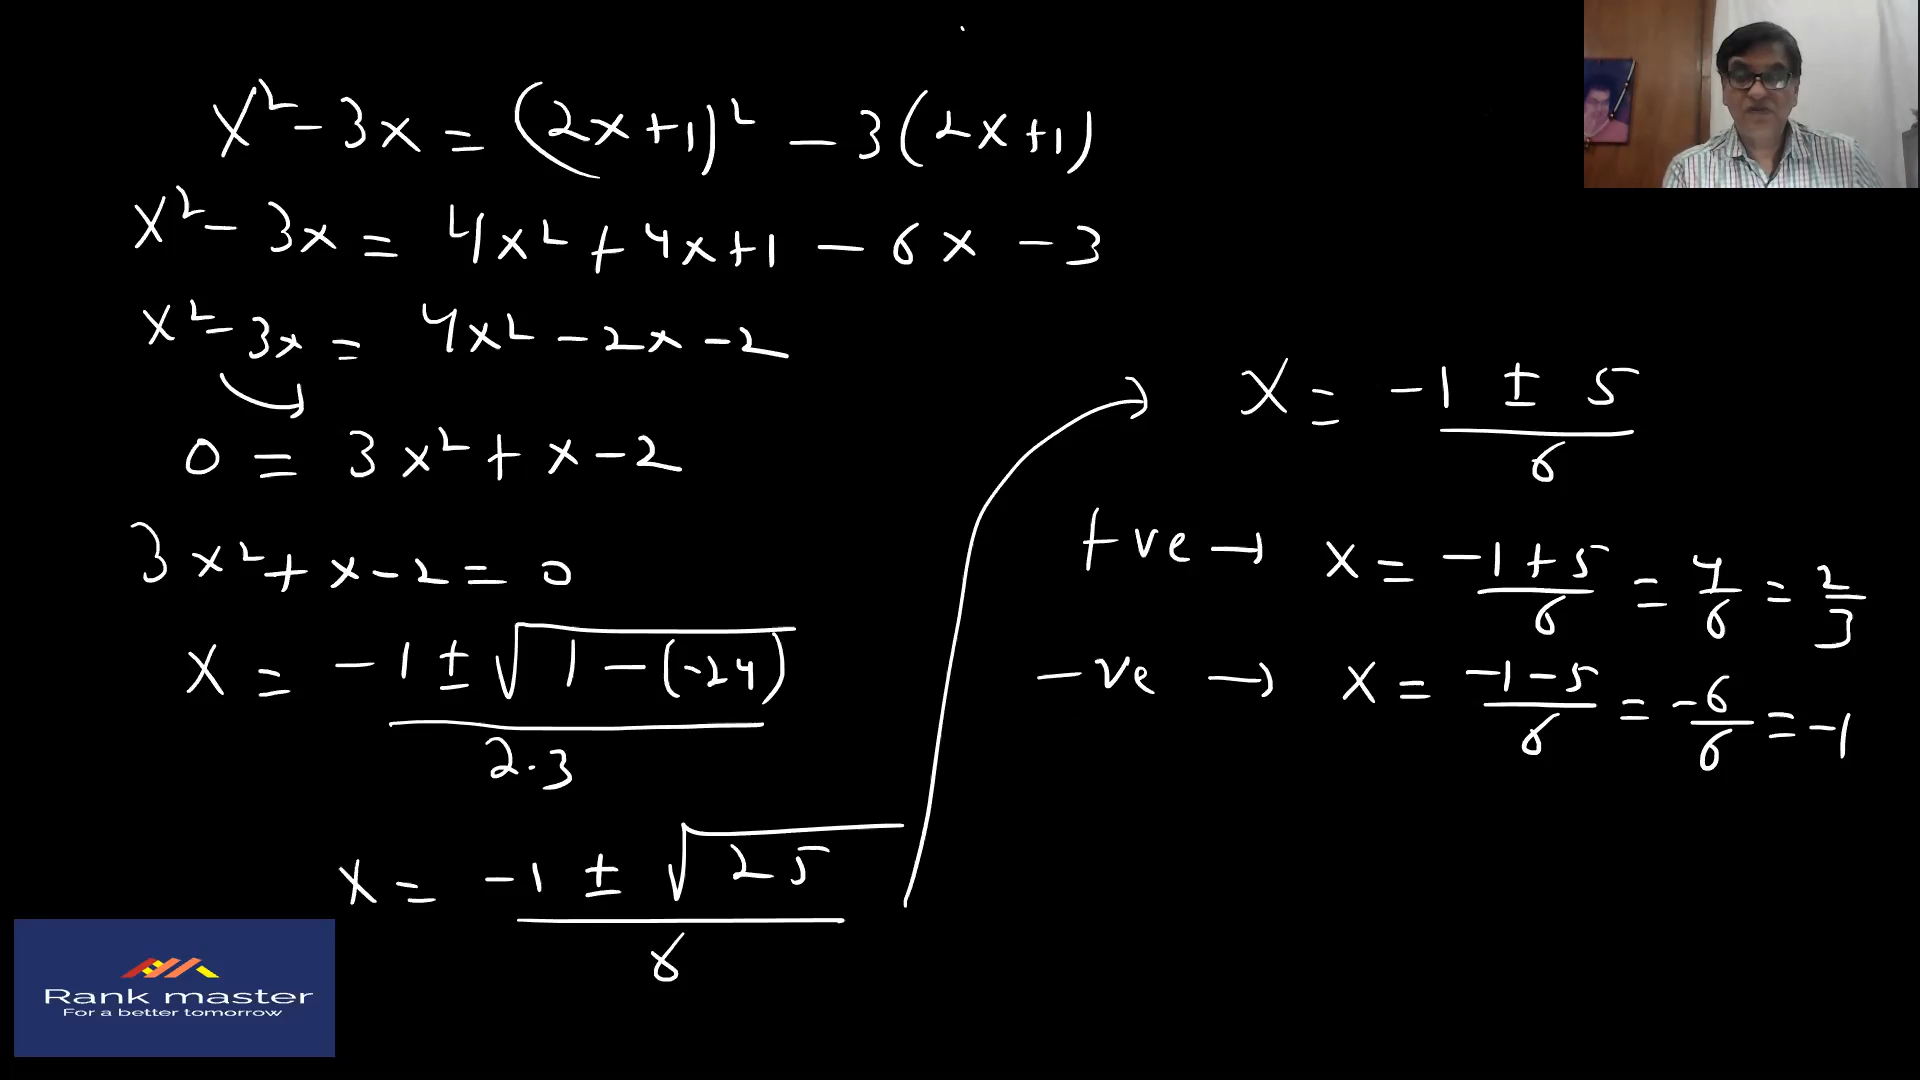 x² - 3x = (2x+1)² - 3(2x+1)
x² - 3x = 4x² + 4x+1 - 6x - 3
x² - 3x = 4x² - 2x - 2
0 = 3x² + x - 2
3x² + x - 2 = 0
x = -1 ± √1 - (-24) / 2·3
x = -1 ± √25 / 6
x = -1 ± 5 / 6
+ve → x = -1+5 / 6 = 4/6 = 2/3
-ve → x = -1-5 / 6 = -6/6 = -1
Rank master
For a better tomorrow